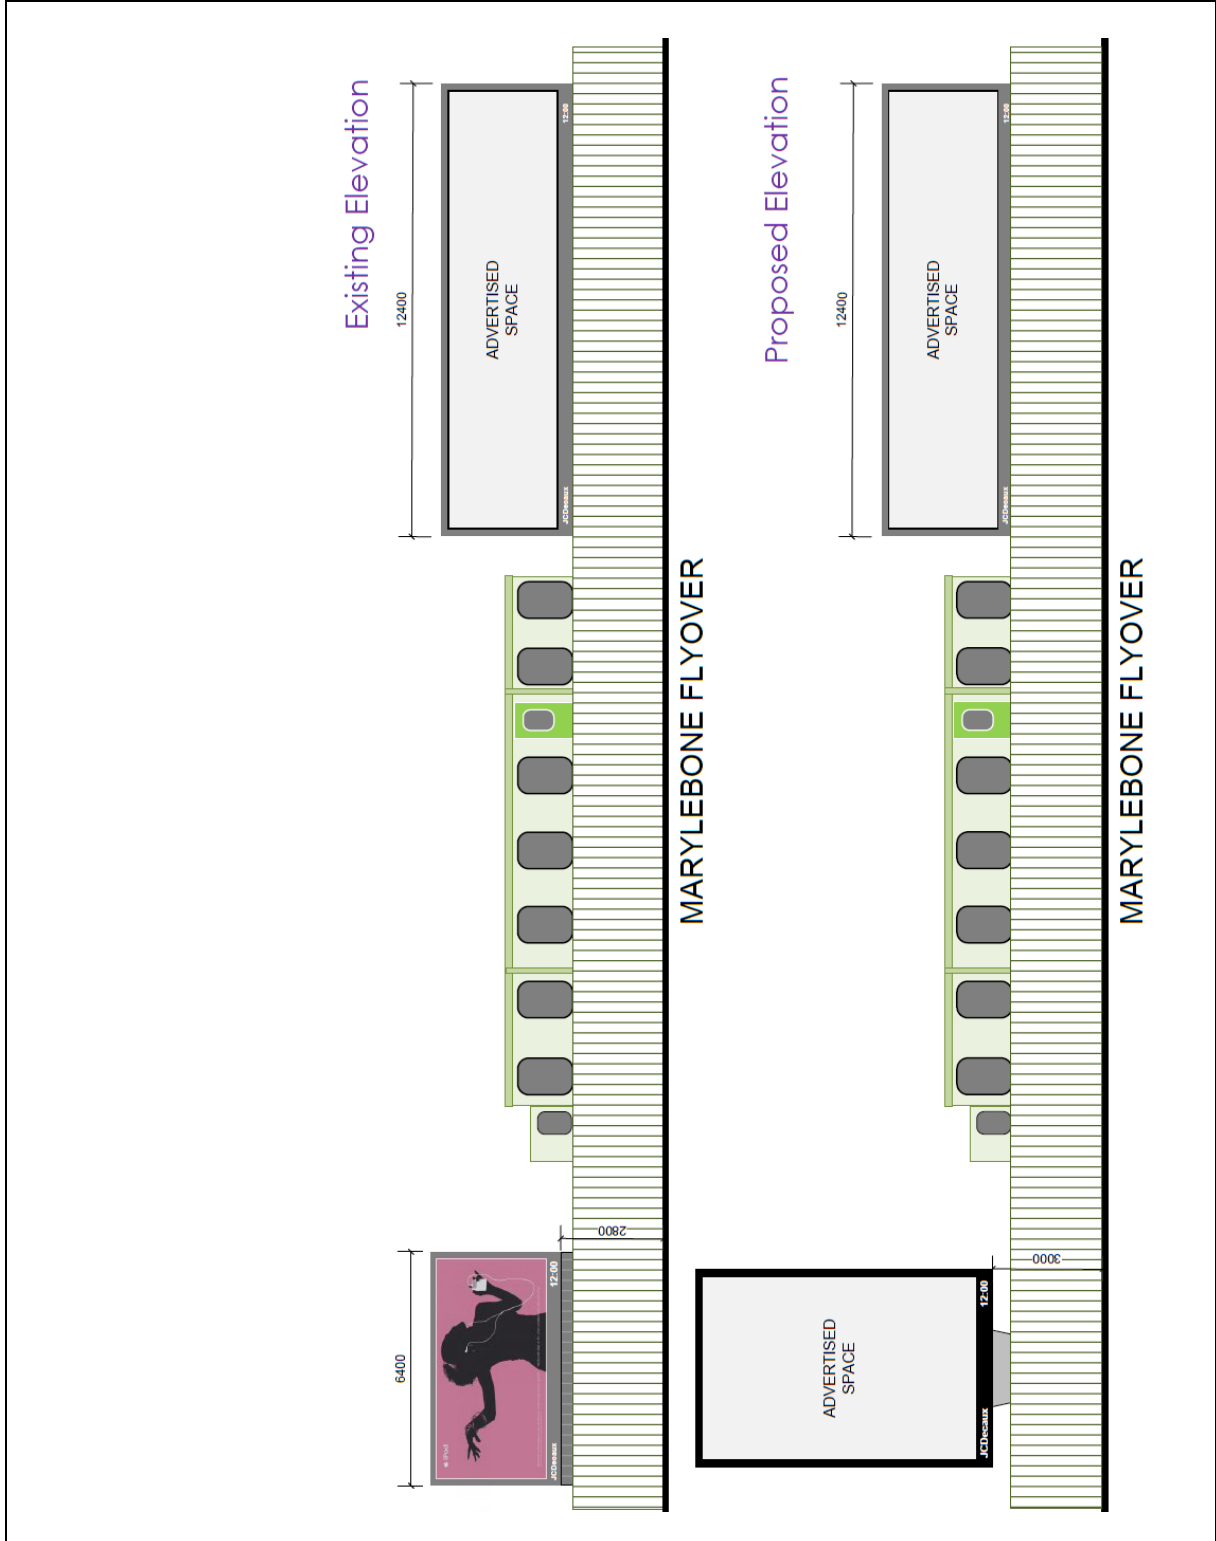 Existing Elevation
6400
12400
iPod
JCDecaux
12:00
2800
ADVERTISED
SPACE
JCDecaux
12:00
MARYLEBONE FLYOVER
Proposed Elevation
12400
ADVERTISED
SPACE
JCDecaux
12:00
3000
ADVERTISED
SPACE
JCDecaux
12:00
MARYLEBONE FLYOVER